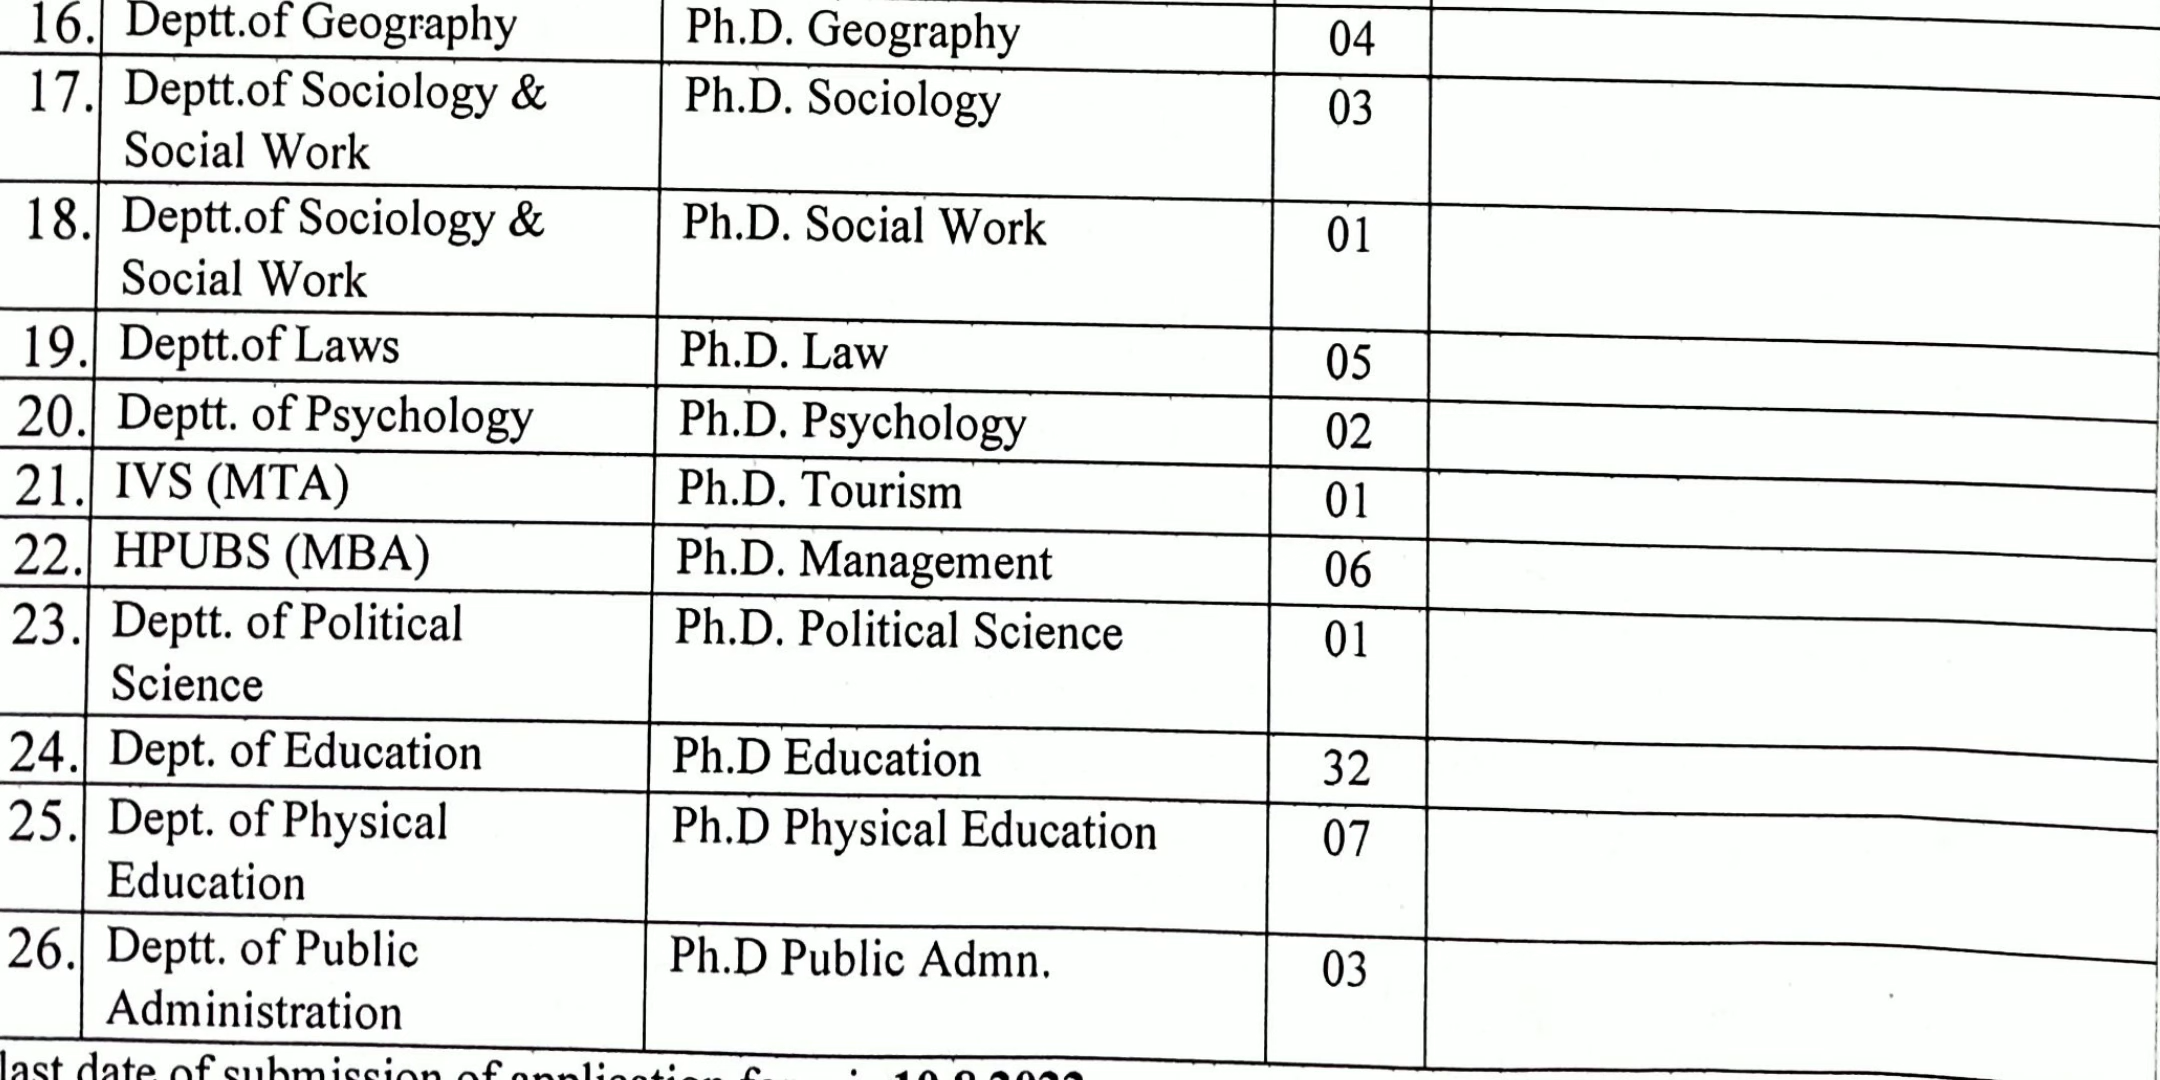 16. Deptt.of Geography Ph.D. Geography 04
17. Deptt.of Sociology & Ph.D. Sociology 03
Social Work
18. Deptt.of Sociology & Ph.D. Social Work 01
Social Work
19. Deptt.of Laws Ph.D. Law 05
20. Deptt. of Psychology Ph.D. Psychology 02
21. IVS (MTA) Ph.D. Tourism 01
22. HPUBS (MBA) Ph.D. Management 06
23. Deptt. of Political Ph.D. Political Science 01
Science
24. Dept. of Education Ph.D Education 32
25. Dept. of Physical Ph.D Physical Education 07
Education
26. Deptt. of Public Ph.D Public Admn. 03
Administration
last date of submission of application